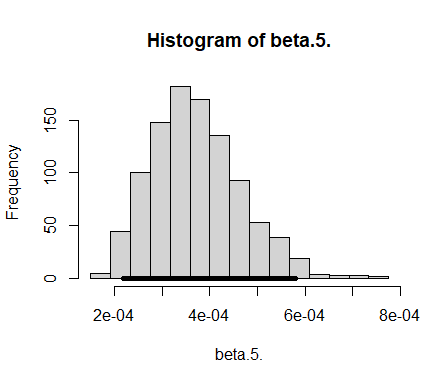 Histogram of beta.5.
Frequency
150
100
50
0
2e-04 4e-04 6e-04 8e-04
beta.5.